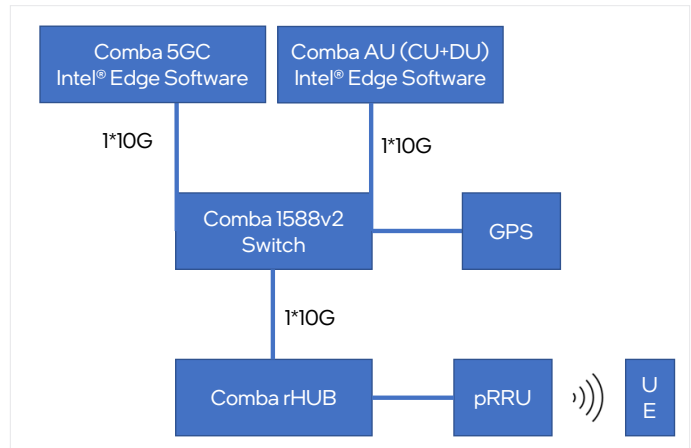 Comba 5GC
Intel® Edge Software
Comba AU (CU+DU)
Intel® Edge Software
1*10G
1*10G
Comba 1588v2
Switch
GPS
1*10G
Comba rHUB
pRRU
U
E